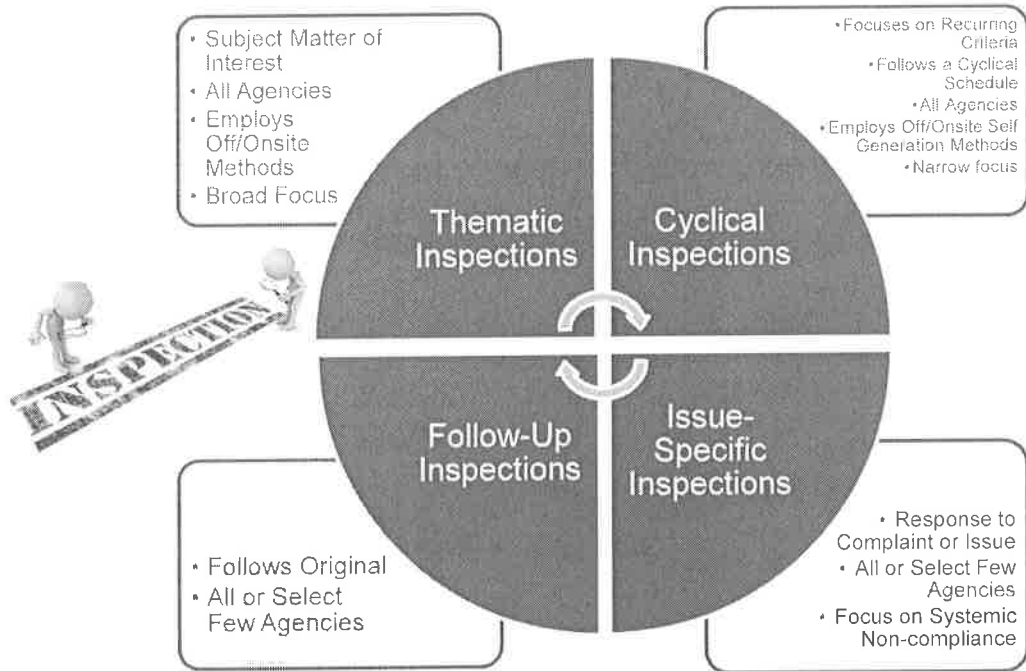 • Subject Matter of
Interest
• All Agencies
• Employs
Off/Onsite
Methods
• Broad Focus
•Focuses on Recurring
Criteria
•Follows a Cyclical
Schedule
•All Agencies
•Employs Off/Onsite Self
Generation Methods
•Narrow focus
Thematic
Inspections
Cyclical
Inspections
INSPECTION
Follow-Up
Inspections
Issue-
Specific
Inspections
• Follows Original
• All or Select
Few Agencies
• Response to
Complaint or Issue
• All or Select Few
Agencies
• Focus on Systemic
Non-compliance